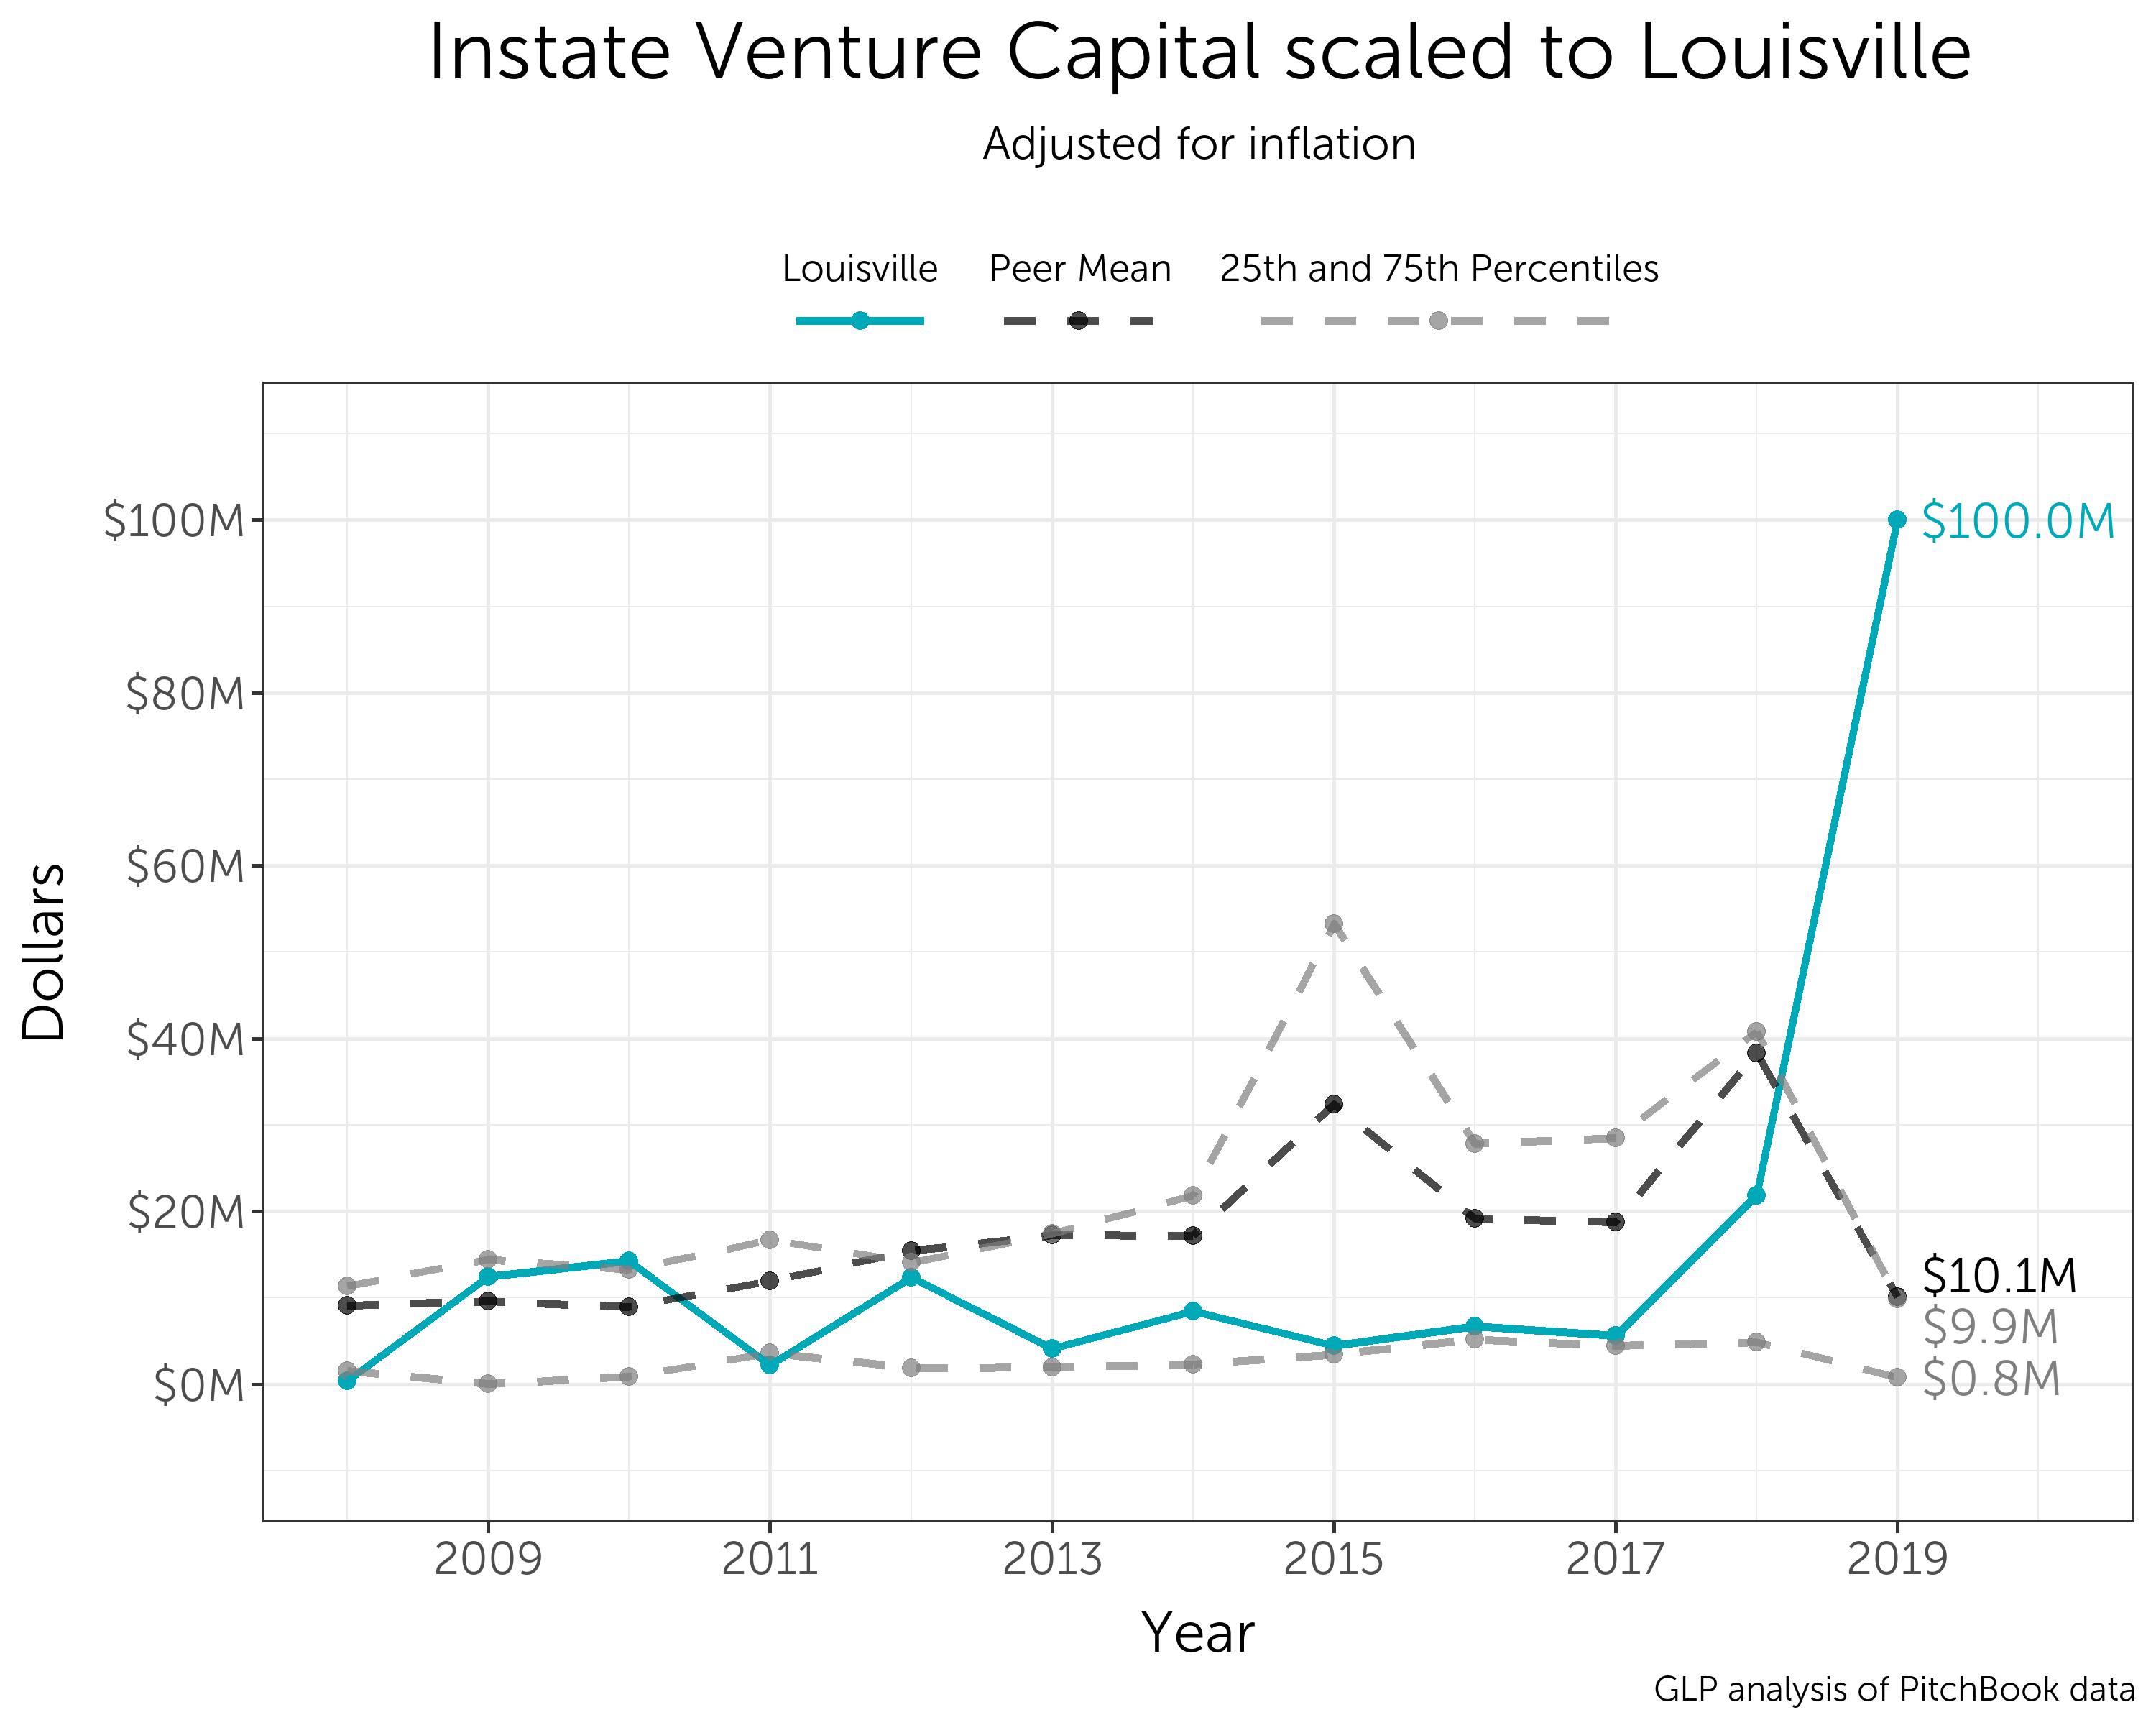 Instate Venture Capital scaled to Louisville
Adjusted for inflation
Louisville Peer Mean 25th and 75th Percentiles
$100M
$80M
$60M
$40M
$20M
$0M
Dollars
$100.0M
$10.1M
$9.9M
$0.8M
2009 2011 2013 2015 2017 2019
Year
GLP analysis of PitchBook data